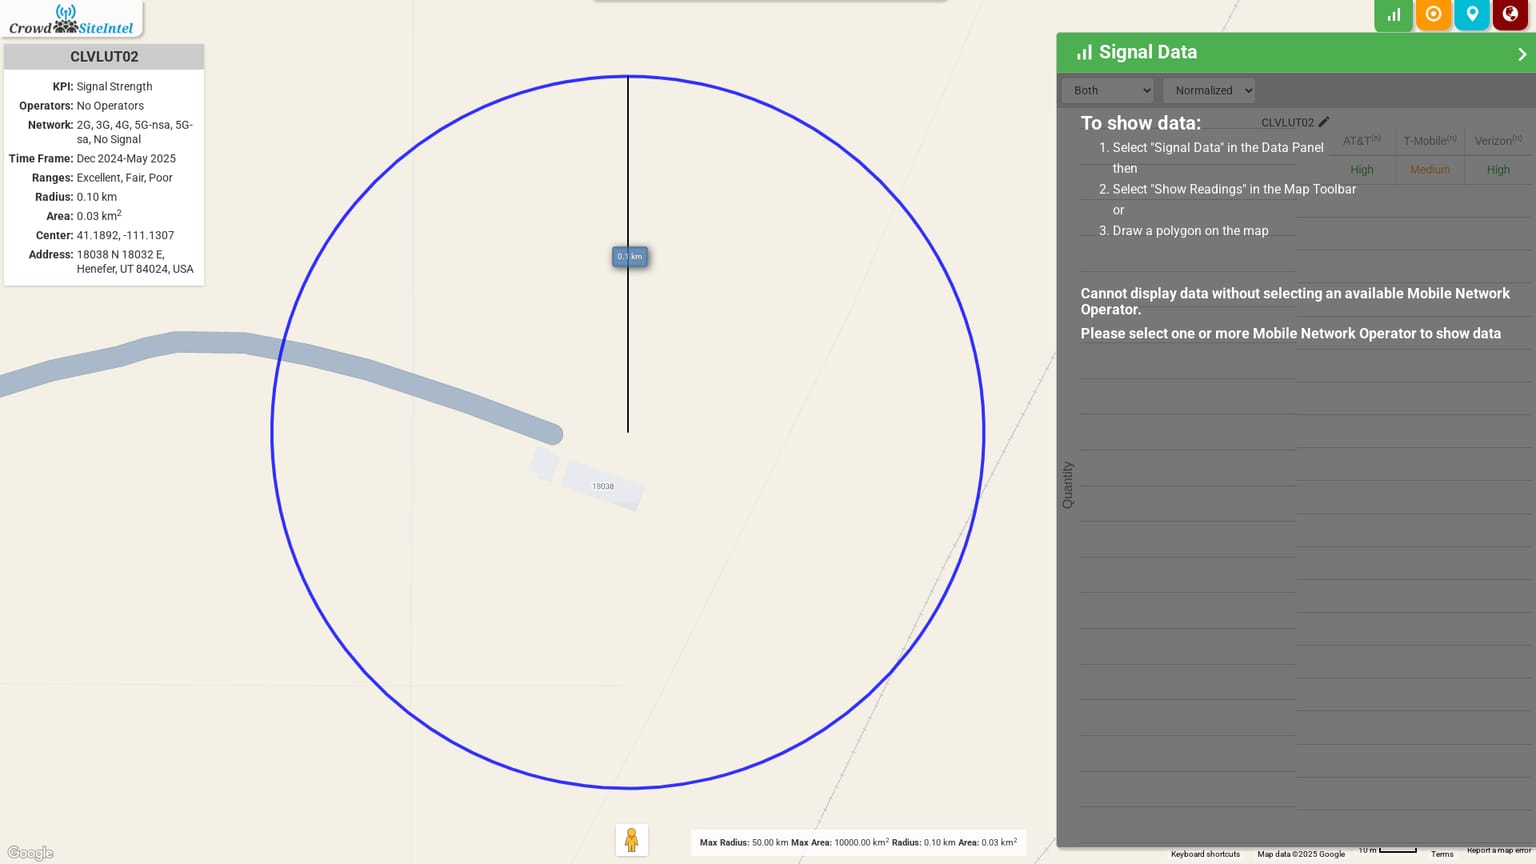 Crowd SiteIntel
CLVLUT02
KPI: Signal Strength
Operators: No Operators
Network: 2G, 3G, 4G, 5G-nsa, 5G-
sa, No Signal
Time Frame: Dec 2024-May 2025
Ranges: Excellent, Fair, Poor
Radius: 0.10 km
Area: 0.03 km²
Center: 41.1892, -111.1307
Address: 18038 N 18032 E,
Henefer, UT 84024, USA
0.1 km
18038
Signal Data
Both
Normalized
To show data:
CLVLUT02
AT&T(n) T-Mobile(n) Verizon(n)
High Medium High
1. Select "Signal Data" in the Data Panel
then
2. Select "Show Readings" in the Map Toolbar
or
3. Draw a polygon on the map
Cannot display data without selecting an available Mobile Network
Operator.
Please select one or more Mobile Network Operator to show data
Quantity
Max Radius: 50.00 km Max Area: 10000.00 km² Radius: 0.10 km Area: 0.03 km²
Google
Keyboard shortcuts
Map data ©2025 Google
10 m
Terms
Report a map error